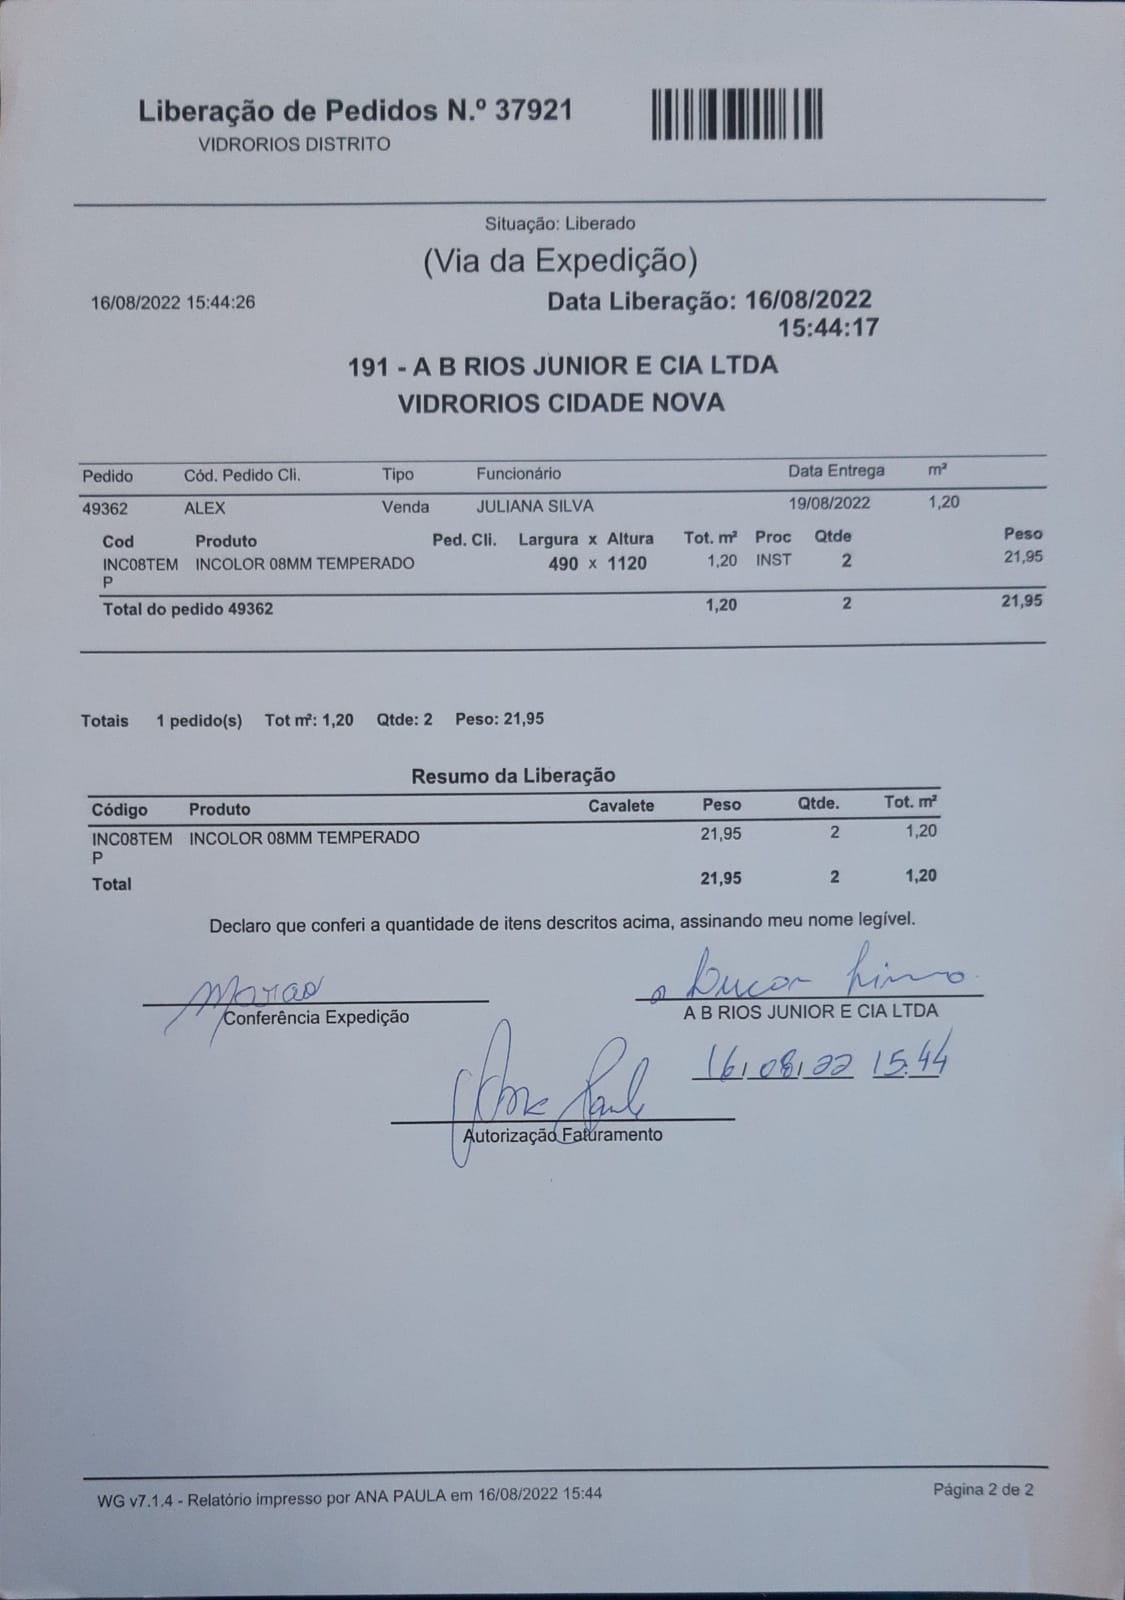 Liberação de Pedidos N.º 37921
VIDRORIOS DISTRITO
Situação: Liberado
(Via da Expedição)
16/08/2022 15:44:26 Data Liberação: 16/08/2022
15:44:17
191 - A B RIOS JUNIOR E CIA LTDA
VIDRORIOS CIDADE NOVA
Pedido Cód. Pedido Cli. Tipo Funcionário Data Entrega m²
49362 ALEX Venda JULIANA SILVA 19/08/2022 1,20
Cod Produto Ped. Cli. Largura x Altura Tot. m² Proc Qtde Peso
INC08TEM INCOLOR 08MM TEMPERADO 490 x 1120 1,20 INST 2 21,95
P
Total do pedido 49362 1,20 2 21,95
Totais 1 pedido(s) Tot m²: 1,20 Qtde: 2 Peso: 21,95
Resumo da Liberação
Código Produto Cavalete Peso Qtde. Tot. m²
INC08TEM INCOLOR 08MM TEMPERADO 21,95 2 1,20
P
Total 21,95 2 1,20
Declaro que conferi a quantidade de itens descritos acima, assinando meu nome legível.
Conferência Expedição A B RIOS JUNIOR E CIA LTDA
16/08/22 15:44
Ana Paula
Autorização Faturamento
WG v7.1.4 - Relatório impresso por ANA PAULA em 16/08/2022 15:44 Página 2 de 2